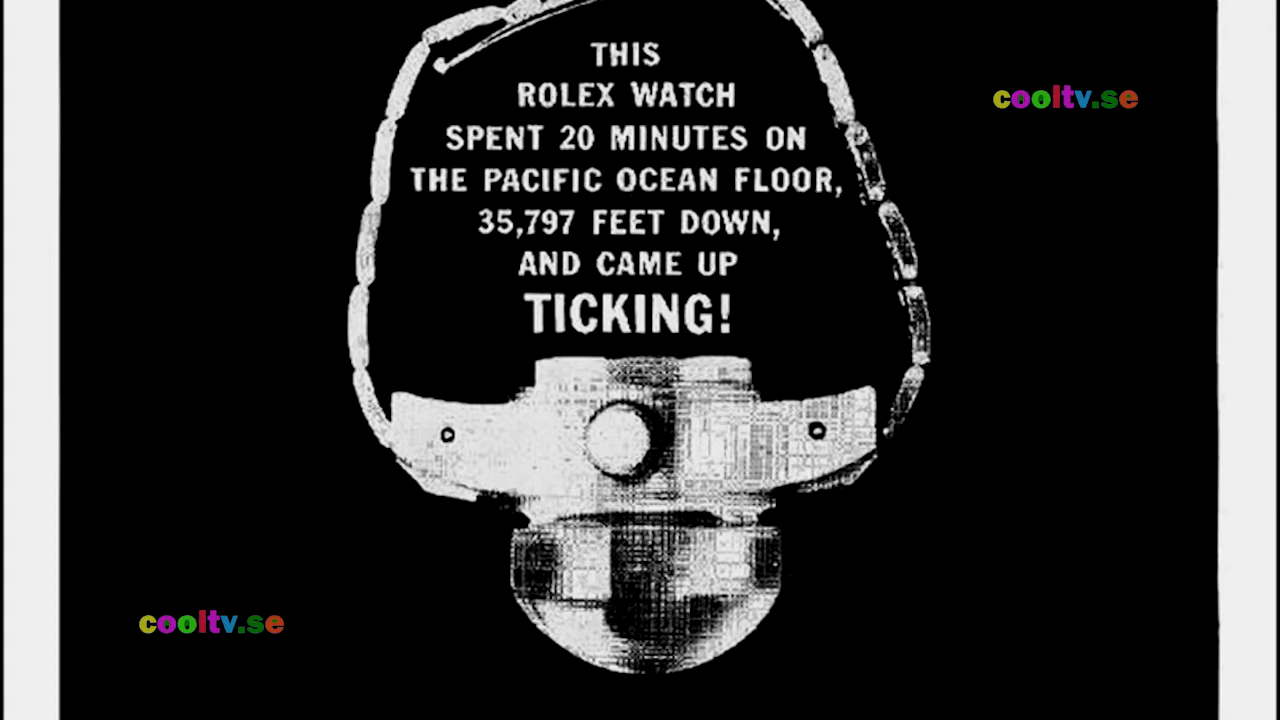 THIS
ROLEX WATCH
SPENT 20 MINUTES ON
THE PACIFIC OCEAN FLOOR,
35,797 FEET DOWN,
AND CAME UP
TICKING!
cooltv.se
cooltv.se